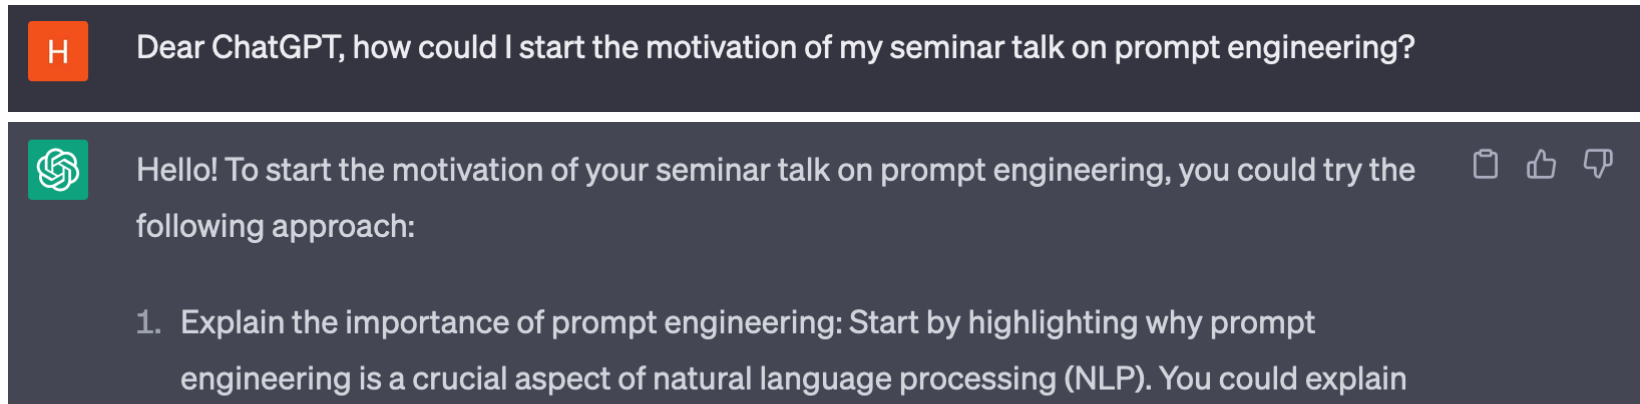 H
Dear ChatGPT, how could I start the motivation of my seminar talk on prompt engineering?
Hello! To start the motivation of your seminar talk on prompt engineering, you could try the
following approach:
1. Explain the importance of prompt engineering: Start by highlighting why prompt
engineering is a crucial aspect of natural language processing (NLP). You could explain